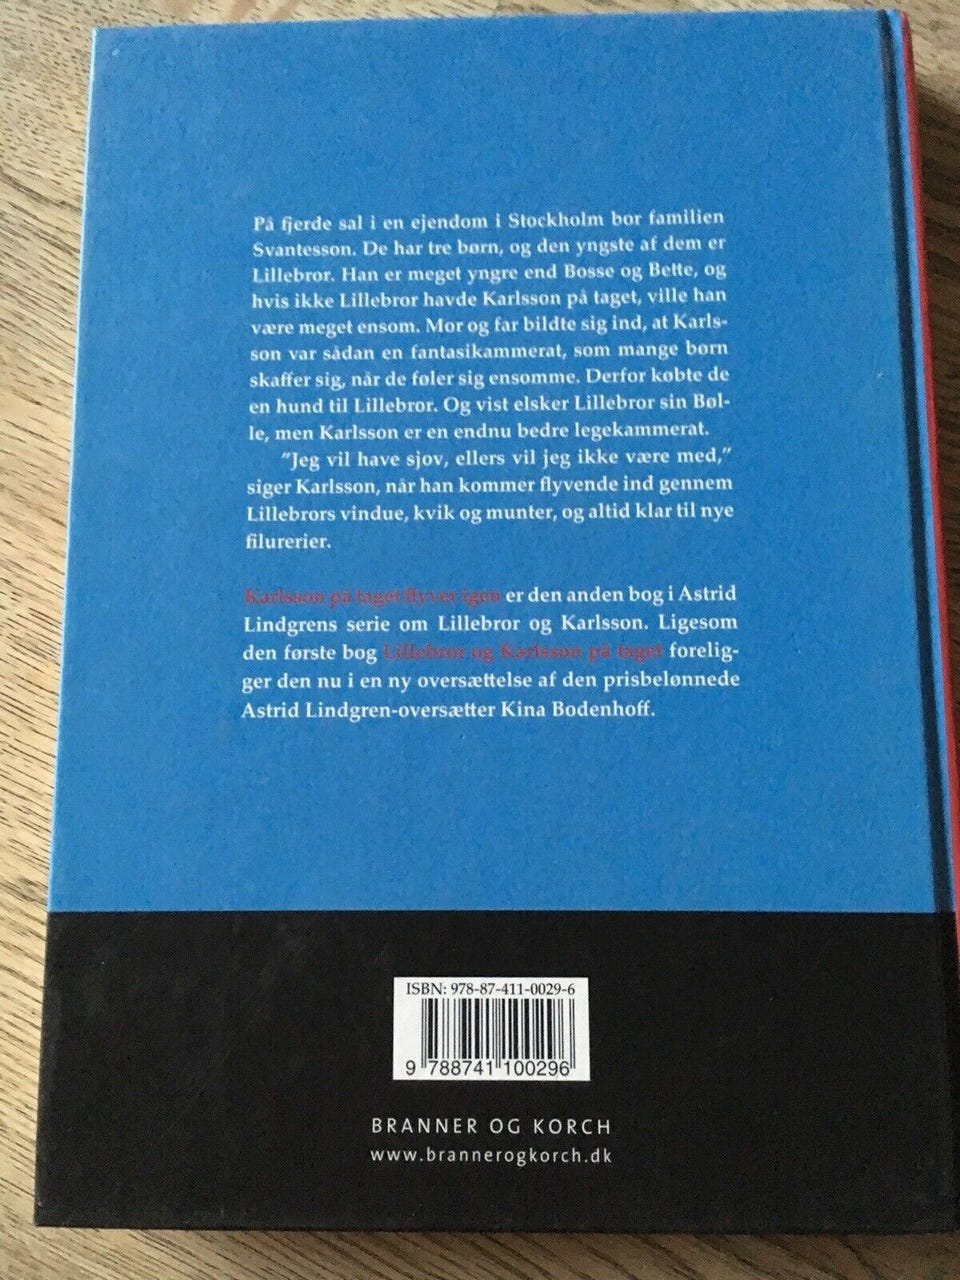 På fjerde sal i en ejendom i Stockholm bor familien
Svantesson. De har tre børn, og den yngste af dem er
Lillebror. Han er meget yngre end Bosse og Bette, og
hvis ikke Lillebror havde Karlsson på taget, ville han
være meget ensom. Mor og far bildte sig ind, at Karls-
son var sådan en fantasikammerat, som mange børn
skaffer sig, når de føler sig ensomme. Derfor købte de
en hund til Lillebror. Og vist elsker Lillebror sin Bøl-
le, men Karlsson er en endnu bedre legekammerat.
”Jeg vil have sjov, ellers vil jeg ikke være med,”
siger Karlsson, når han kommer flyvende ind gennem
Lillebrors vindue, kvik og munter, og altid klar til nye
filurerier.
Karlsson på taget flyver igen er den anden bog i Astrid
Lindgrens serie om Lillebror og Karlsson. Ligesom
den første bog Lillebror og Karlsson på taget forelig-
ger den nu i en ny oversættelse af den prisbelønnede
Astrid Lindgren-oversætter Kina Bodenhoff.
ISBN: 978-87-411-0029-6
9 788741 100296
BRANNER OG KORCH
www.brannerogkorch.dk